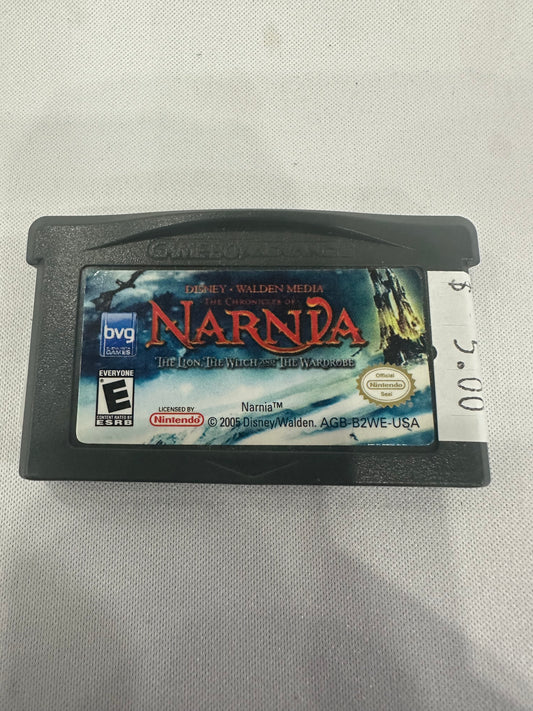 GAME BOY ADVANCE
DISNEY · WALDEN MEDIA
THE CHRONICLES OF
NARNIA
THE LION, THE WITCH AND THE WARDROBE
bvg
GAMES
EVERYONE
E
CONTENT RATED BY
ESRB
LICENSED BY
Nintendo
Narnia™
© 2005 Disney/Walden. AGB-B2WE-USA
Official
Nintendo
Seal
$ 5.00